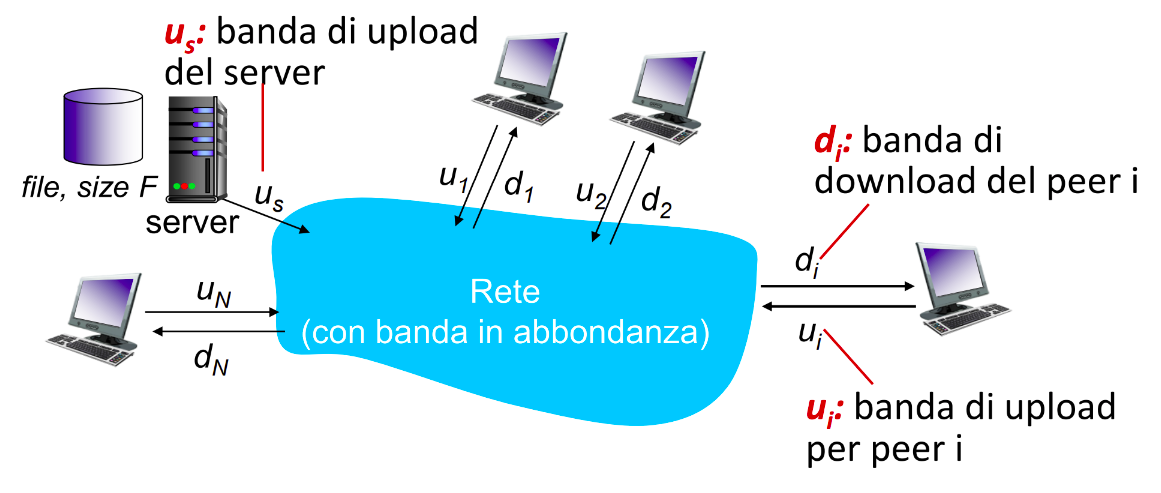 u_s: banda di upload
del server
file, size F
server
u_s
u_1
d_1
u_2
d_2
d_i: banda di
download del peer i
d_i
u_i
u_N
d_N
Rete
(con banda in abbondanza)
u_i: banda di upload
per peer i